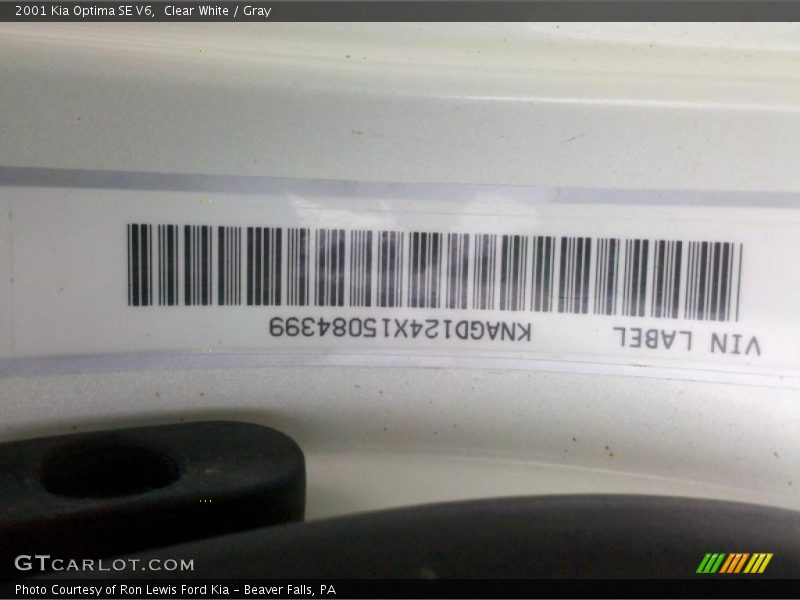 2001 Kia Optima SE V6,  Clear White / Gray
VIN LABEL KNAGD124X15084399
GTCARLOT.COM
Photo Courtesy of Ron Lewis Ford Kia - Beaver Falls, PA